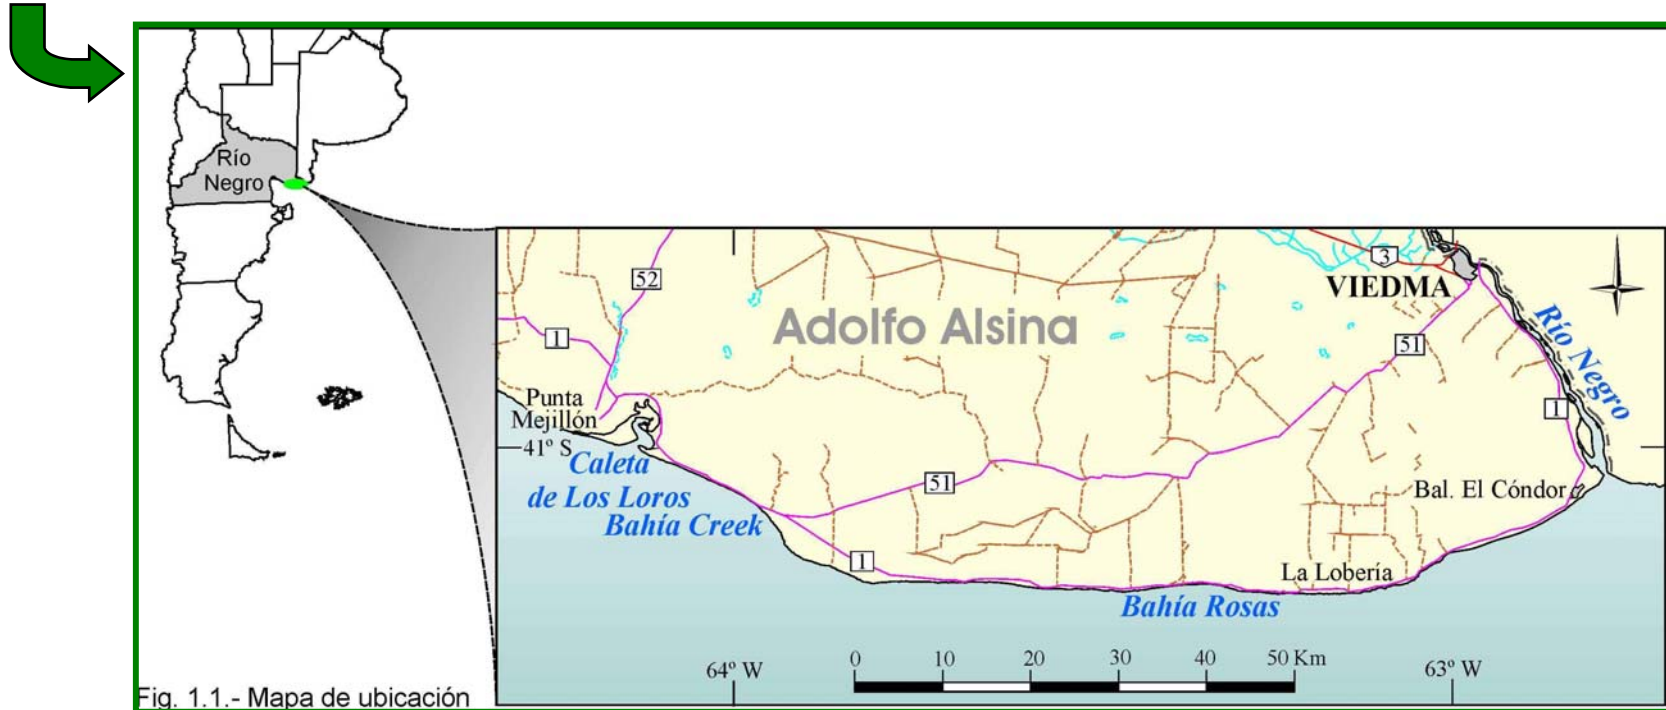 Río
Negro
52
3
VIEDMA
Adolfo Alsina
Río Negro
1
51
Punta
Mejillón
1
41º S
Caleta
de Los Loros
Bahía Creek
51
Bal. El Cóndor
1
La Lobería
Bahía Rosas
0 10 20 30 40 50 Km
64º W
63º W
Fig. 1.1.- Mapa de ubicación